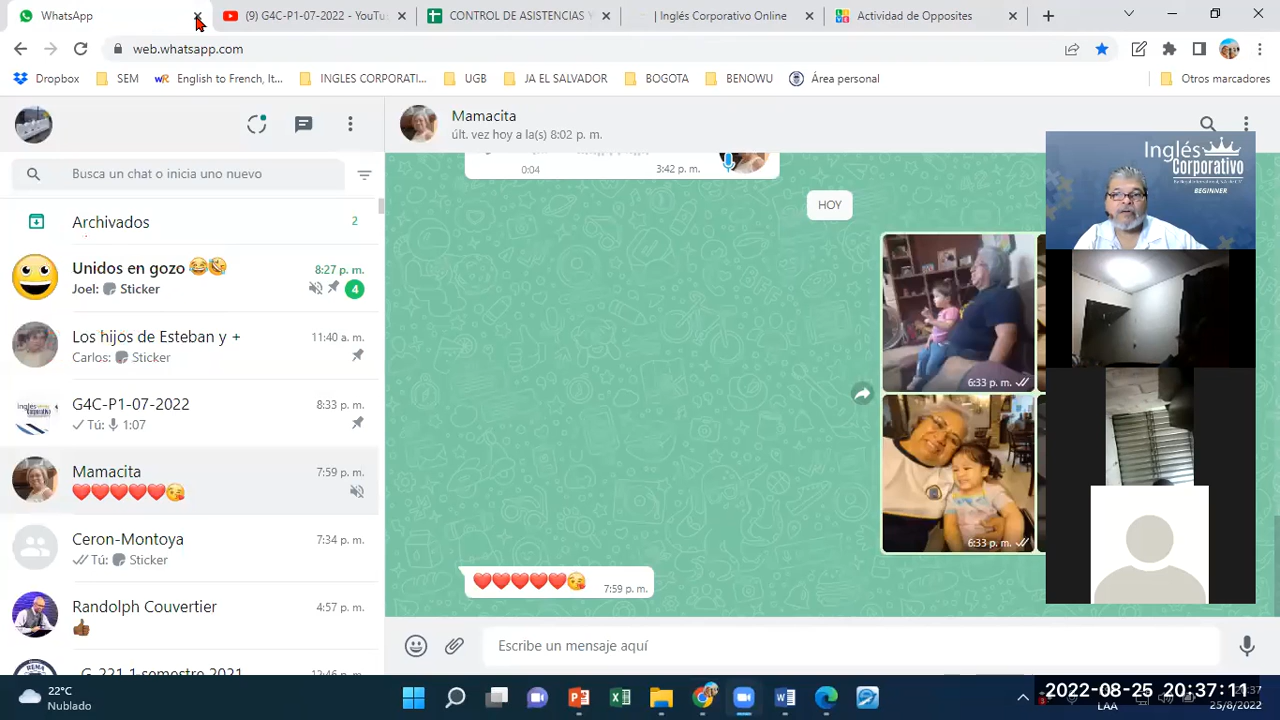 WhatsApp
(9) G4C-P1-07-2022 - YouTu
CONTROL DE ASISTENCIAS Y
| Inglés Corporativo Online
Actividad de Opposites
web.whatsapp.com
Dropbox
SEM
English to French, It...
INGLES CORPORATI...
UGB
JA EL SALVADOR
BOGOTA
BENOWU
Área personal
Otros marcadores
Busca un chat o inicia uno nuevo
Archivados
2
Unidos en gozo 😂🤣
8:27 p. m.
Joel: Sticker
4
Los hijos de Esteban y +
11:40 a. m.
Carlos: Sticker
G4C-P1-07-2022
8:33 p. m.
Tú: 1:07
Mamacita
7:59 p. m.
❤️❤️❤️❤️❤️😘
Ceron-Montoya
7:34 p. m.
Tú: Sticker
Randolph Couvertier
4:57 p. m.
👍🏾
Mamacita
últ. vez hoy a la(s) 8:02 p. m.
0:04
3:42 p. m.
HOY
6:33 p. m.
6:33 p. m.
❤️❤️❤️❤️❤️😘
7:59 p. m.
Escribe un mensaje aquí
Inglés
Corporativo
BEGINNER
22°C
Nublado
2022-08-25 20:37:11
LAA
25/8/2022